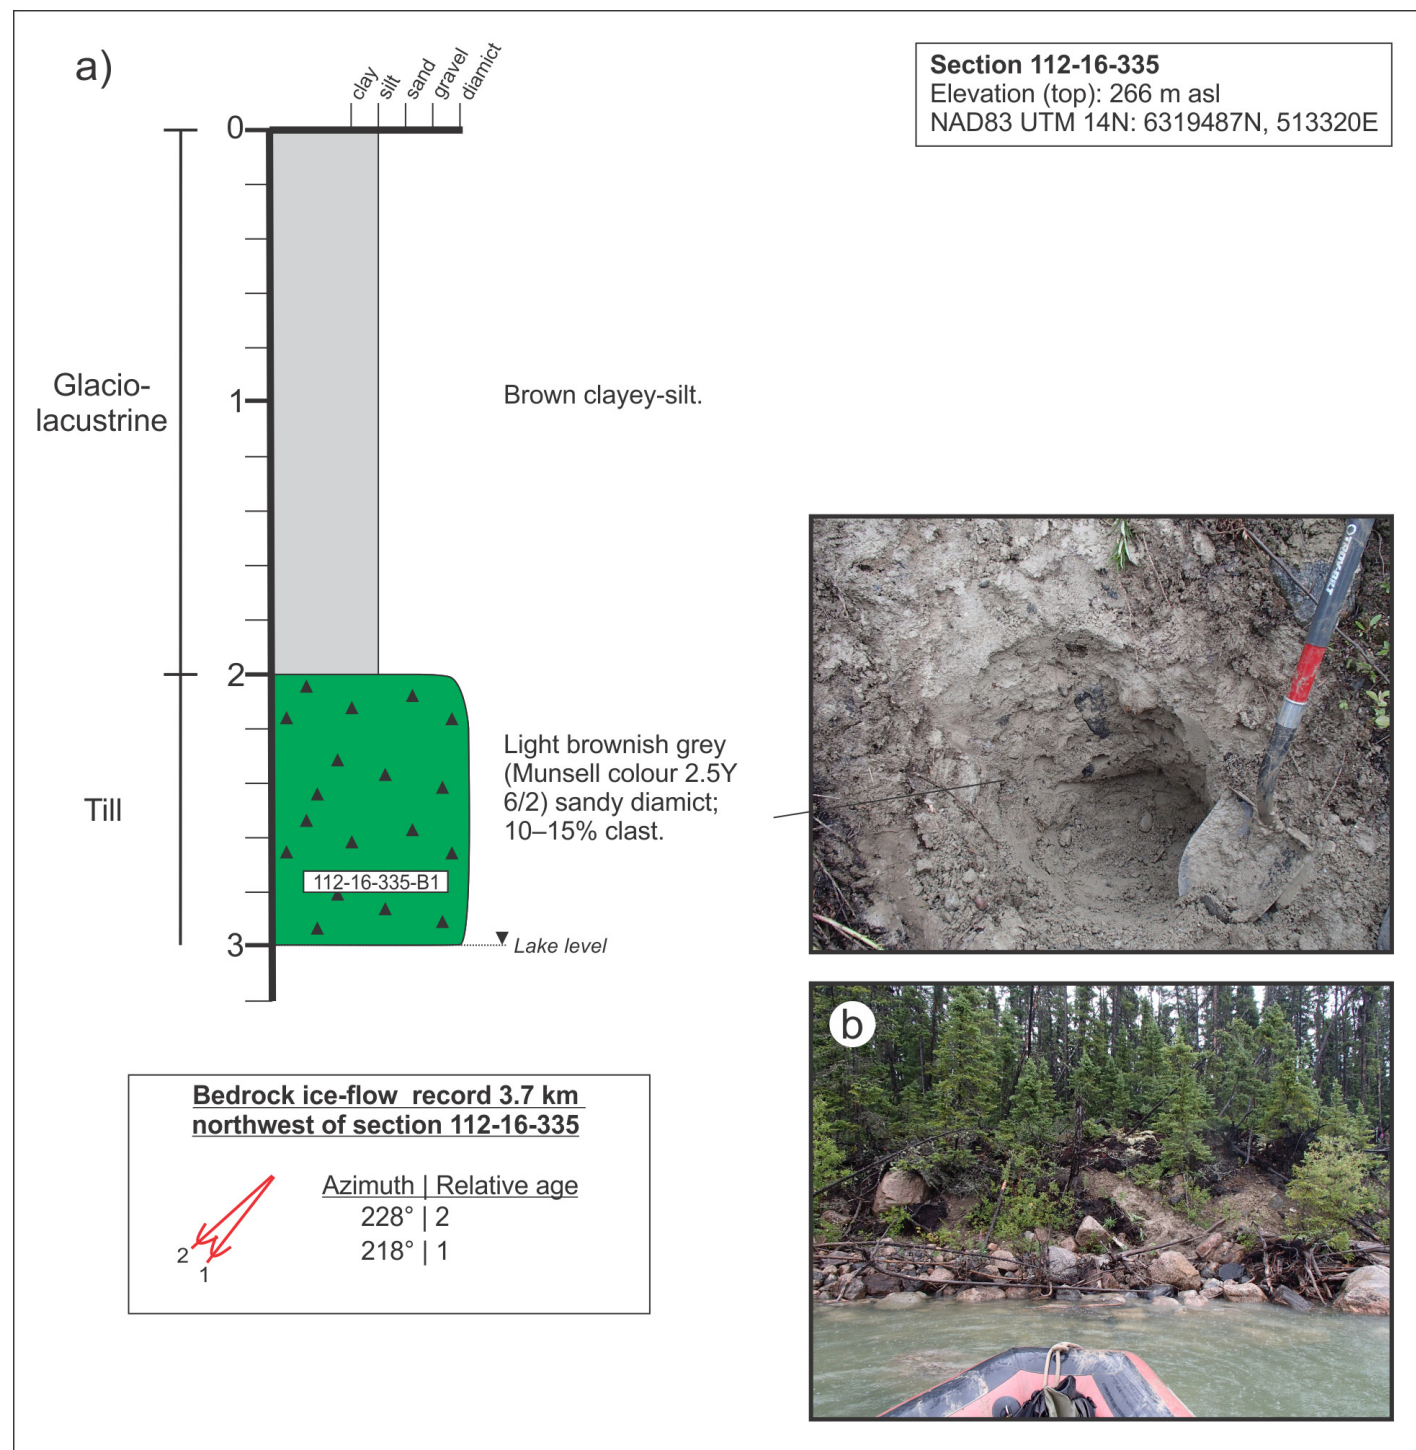 a)
clay
silt
sand
gravel
diamict
Section 112-16-335
Elevation (top): 266 m asl
NAD83 UTM 14N: 6319487N, 513320E
0
Glacio-
lacustrine
1
Brown clayey-silt.
2
Till
Light brownish grey
(Munsell colour 2.5Y
6/2) sandy diamict;
10–15% clast.
112-16-335-B1
3
Lake level
b
Bedrock ice-flow record 3.7 km
northwest of section 112-16-335
Azimuth | Relative age
228° | 2
218° | 1
2
1